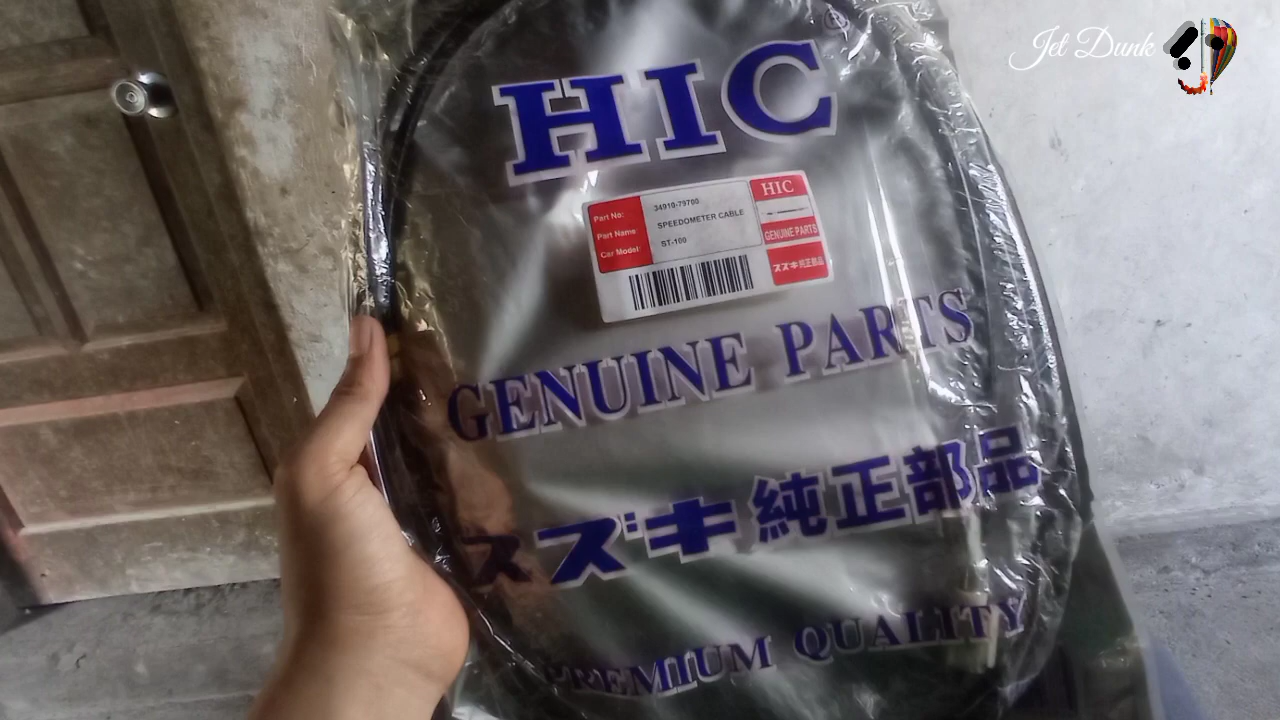 Jet Dunk
HIC
Part No: 34910-79700
Part Name: SPEEDOMETER CABLE
Car Model: ST-100
HIC
GENUINE PARTS
スズキ純正部品
GENUINE PARTS
スズキ純正部品
PREMIUM QUALITY